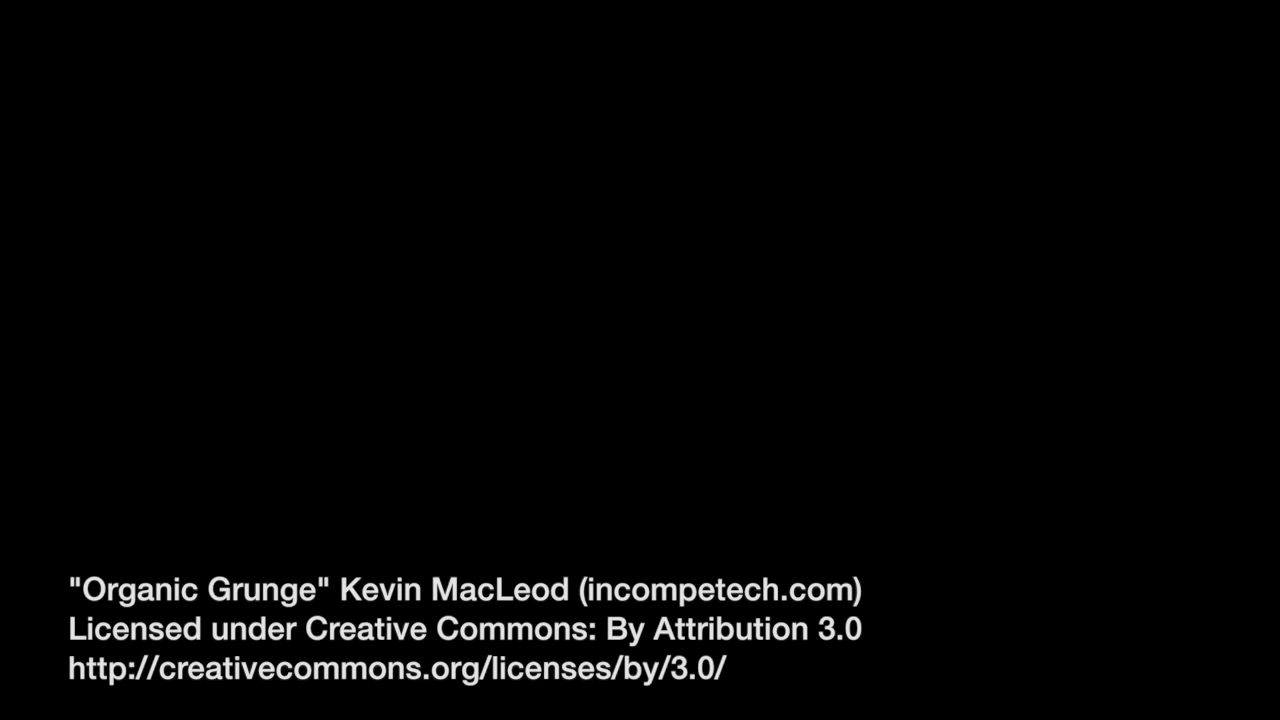 "Organic Grunge" Kevin MacLeod (incompetech.com)
Licensed under Creative Commons: By Attribution 3.0
http://creativecommons.org/licenses/by/3.0/